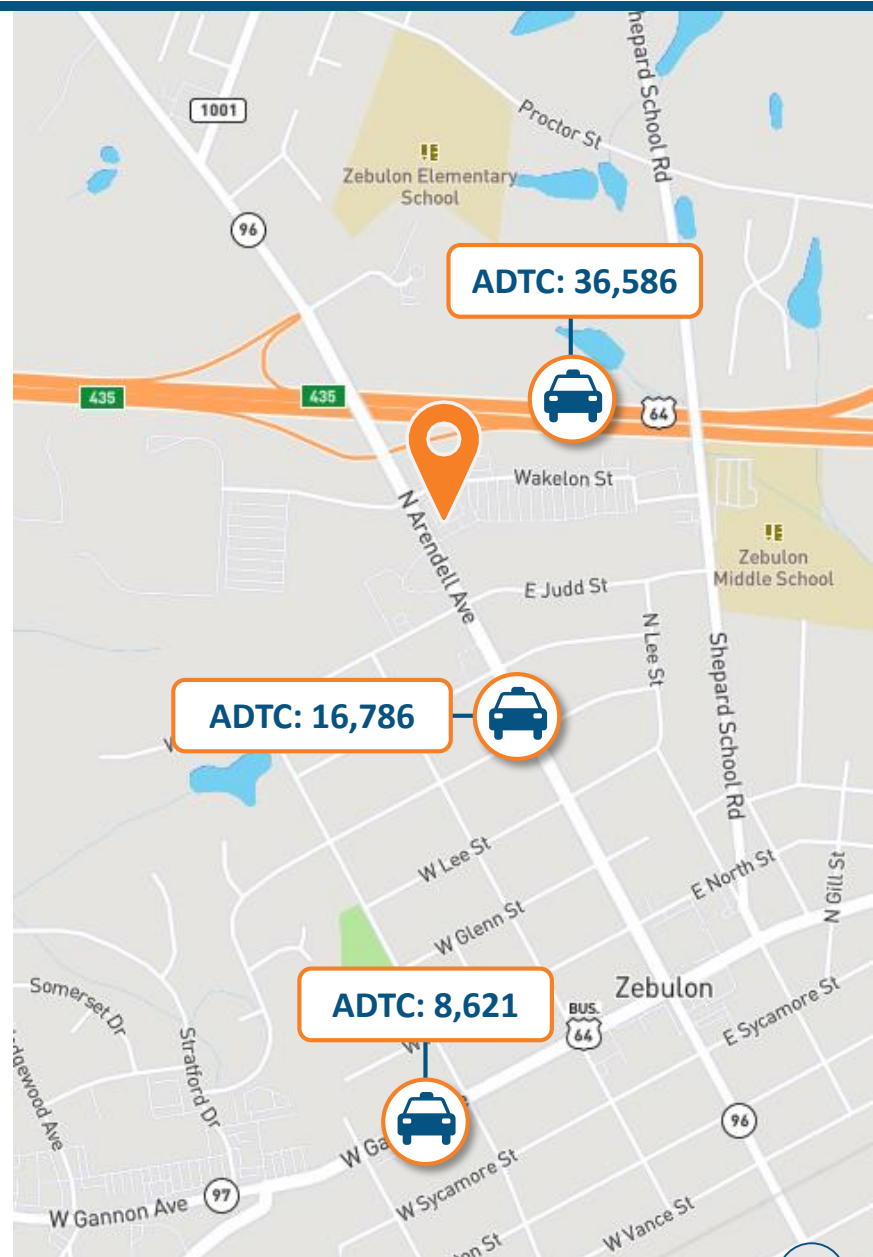 1001
Proctor St
Shepard School Rd
Zebulon Elementary
School
96
ADTC: 36,586
435
435
64
Wakelon St
N Arendell Ave
Zebulon
Middle School
E Judd St
N Lee St
Shepard School Rd
ADTC: 16,786
W Lee St
E North St
N Gill St
W Glenn St
Zebulon
Somerset Dr
ADTC: 8,621
BUS.
64
E Sycamore St
Stratford Dr
96
W Gannon Ave
97
W Sycamore St
W Vance St
St